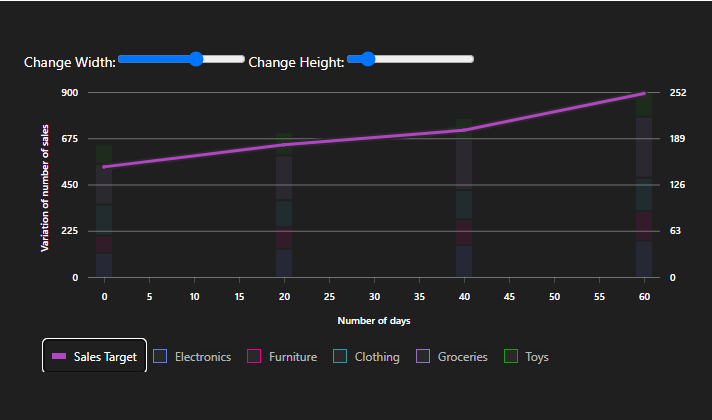 Change Width: Change Height:
900 252
675 189
450 126
225 63
0 0
Variation of number of sales
0 5 10 15 20 25 30 35 40 45 50 55 60
Number of days
Sales Target Electronics Furniture Clothing Groceries Toys